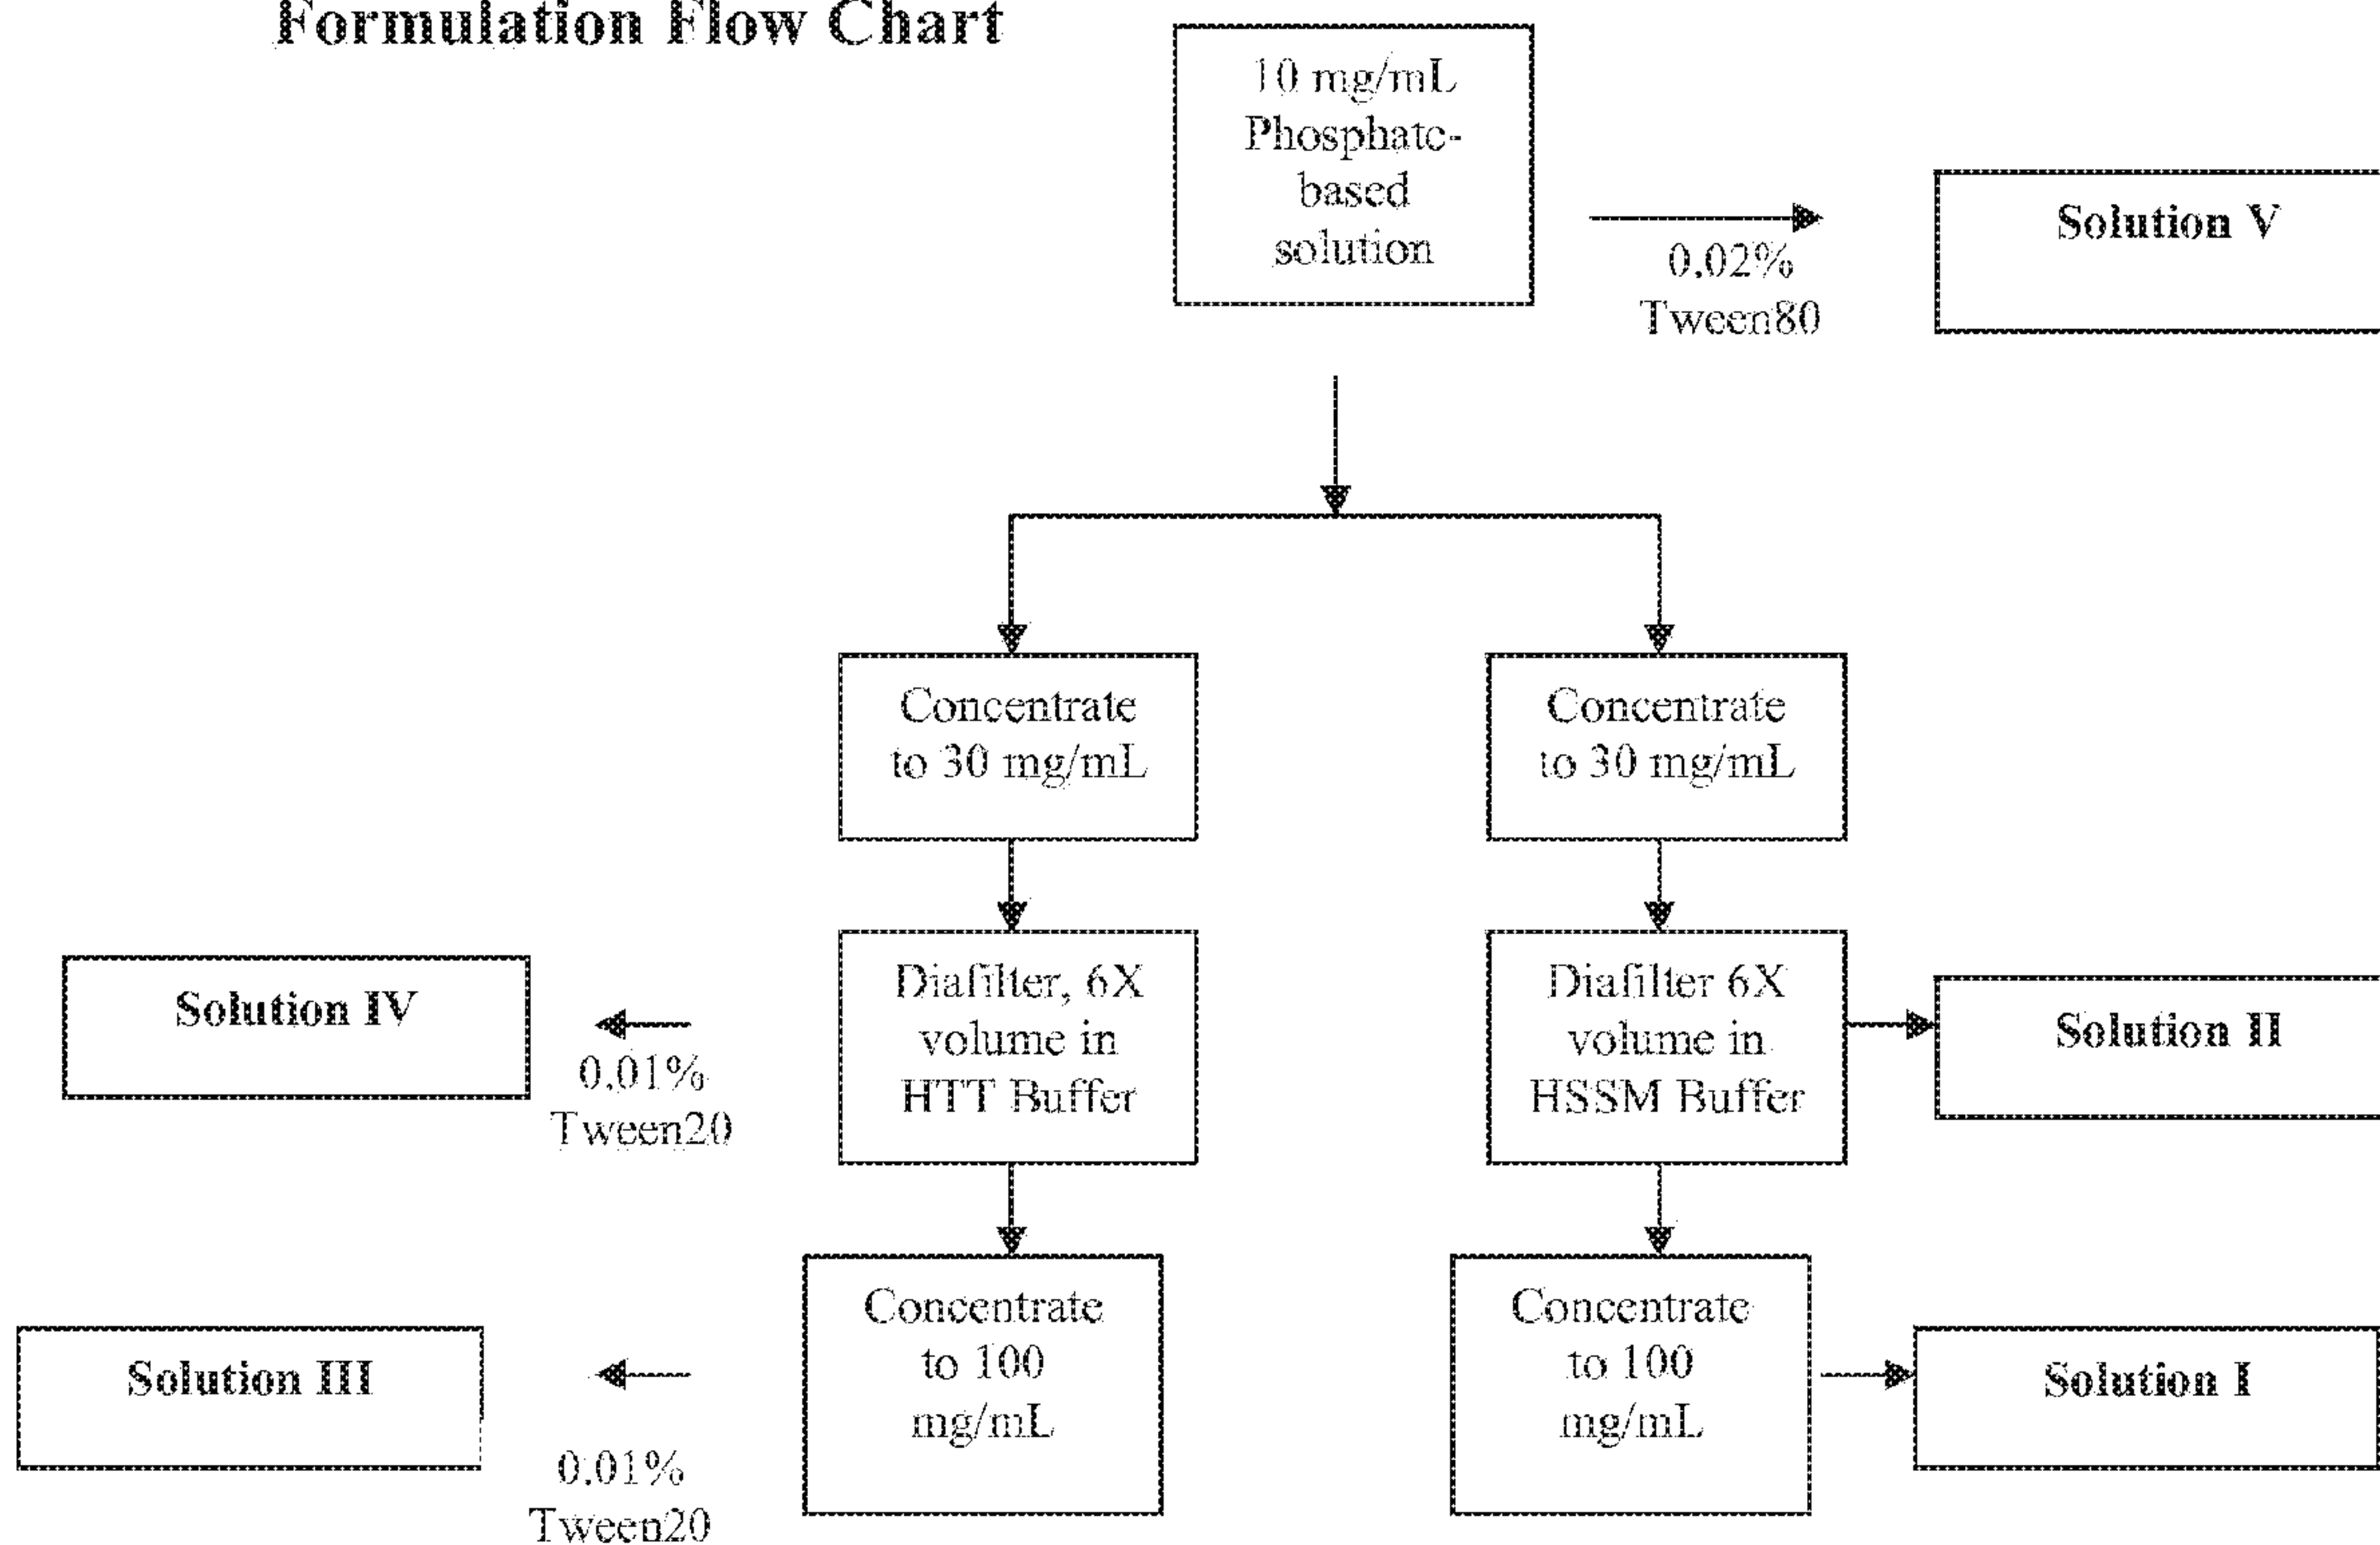 Formulation Flow Chart
10 mg/mL
Phosphate-
based
solution
0.02%
Tween80
Solution V
Concentrate
to 30 mg/mL
Concentrate
to 30 mg/mL
Solution IV
0.01%
Tween20
Diafilter, 6X
volume in
HTT Buffer
Diafilter 6X
volume in
HSSM Buffer
Solution II
Solution III
0.01%
Tween20
Concentrate
to 100
mg/mL
Concentrate
to 100
mg/mL
Solution I